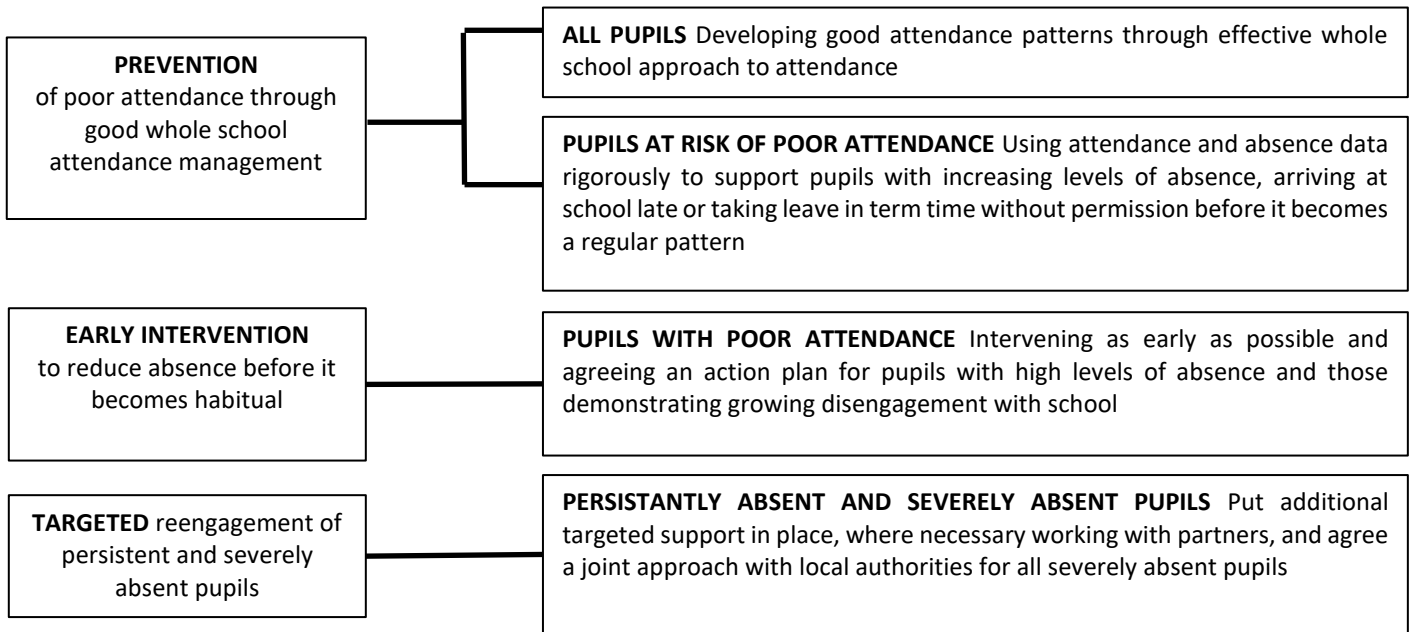 PREVENTION
of poor attendance through
good whole school
attendance management
ALL PUPILS Developing good attendance patterns through effective whole
school approach to attendance
PUPILS AT RISK OF POOR ATTENDANCE Using attendance and absence data
rigorously to support pupils with increasing levels of absence, arriving at
school late or taking leave in term time without permission before it becomes
a regular pattern
EARLY INTERVENTION
to reduce absence before it
becomes habitual
PUPILS WITH POOR ATTENDANCE Intervening as early as possible and
agreeing an action plan for pupils with high levels of absence and those
demonstrating growing disengagement with school
TARGETED reengagement of
persistent and severely
absent pupils
PERSISTANTLY ABSENT AND SEVERELY ABSENT PUPILS Put additional
targeted support in place, where necessary working with partners, and agree
a joint approach with local authorities for all severely absent pupils